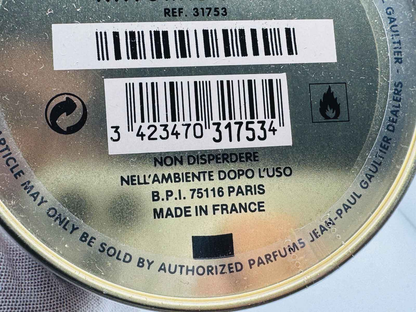 REF. 31753
3 423470 317534
NON DISPERDERE
NELL'AMBIENTE DOPO L'USO
B.P.I. 75116 PARIS
MADE IN FRANCE
ARTICLE MAY ONLY BE SOLD BY AUTHORIZED PARFUMS JEAN-PAUL GAULTIER DEALERS - GAULTIER -